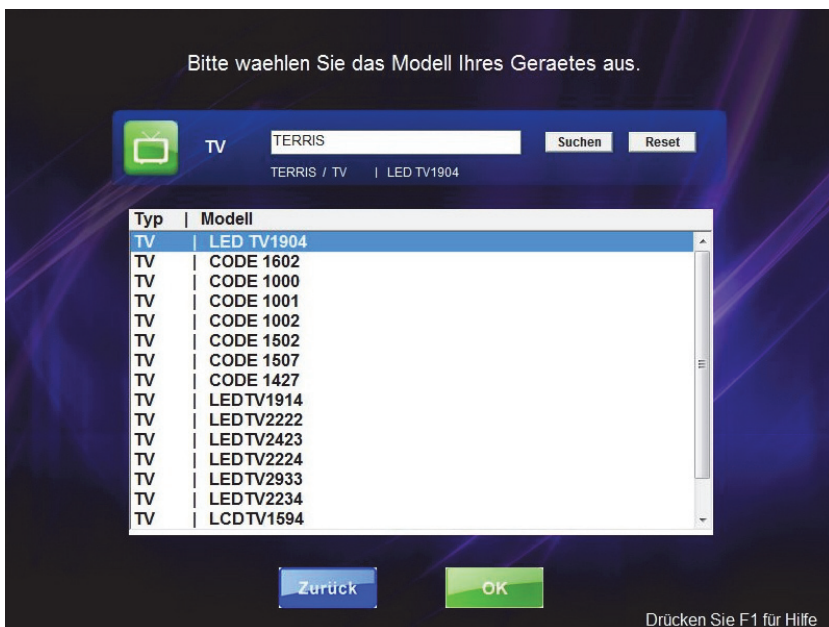 Bitte waehlen Sie das Modell Ihres Geraetes aus.
TV TERRIS Suchen Reset
TERRIS / TV | LED TV1904
Typ | Modell
TV | LED TV1904
TV | CODE 1602
TV | CODE 1000
TV | CODE 1001
TV | CODE 1002
TV | CODE 1502
TV | CODE 1507
TV | CODE 1427
TV | LEDTV1914
TV | LEDTV2222
TV | LEDTV2423
TV | LEDTV2224
TV | LEDTV2933
TV | LEDTV2234
TV | LCDTV1594
Zurück OK
Drücken Sie F1 für Hilfe